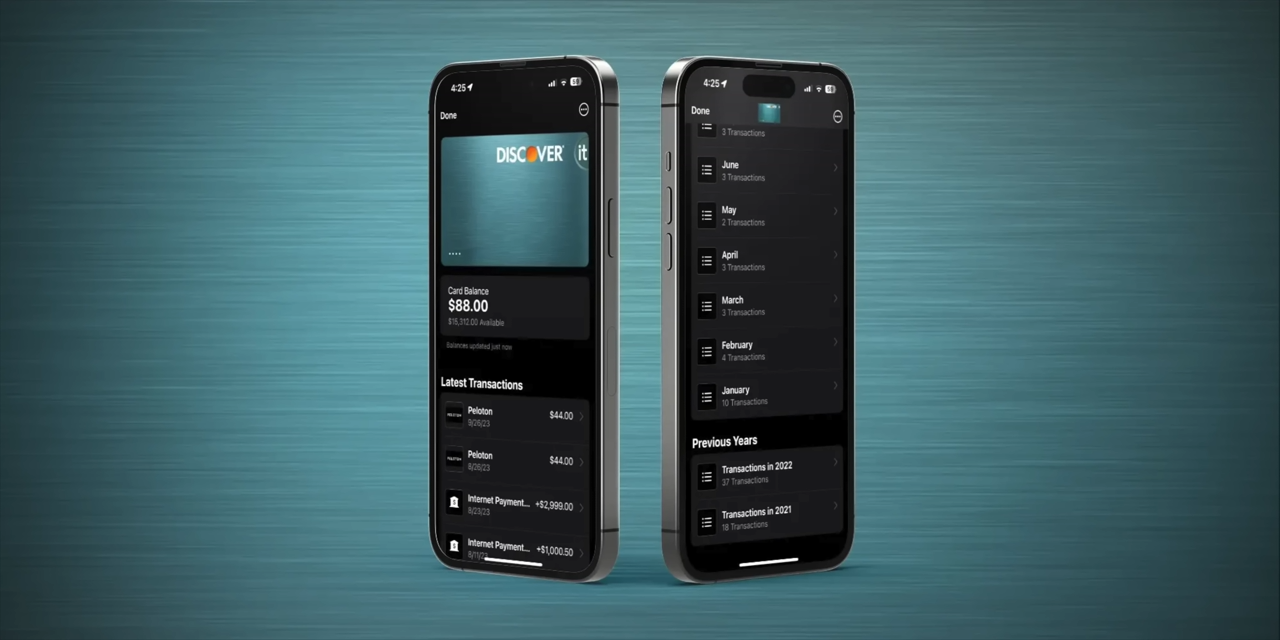 4:25
Done
DISCOVER it
....
Card Balance
$88.00
$15,312.00 Available
Balances updated just now
Latest Transactions
Peloton
$44.00
9/26/23
Peloton
$44.00
8/26/23
Internet Payment...
+$2,999.00
8/23/23
Internet Payment...
+$1,000.50
8/11/23
4:25
Done
3 Transactions
June
3 Transactions
May
2 Transactions
April
3 Transactions
March
3 Transactions
February
4 Transactions
January
10 Transactions
Previous Years
Transactions in 2022
37 Transactions
Transactions in 2021
18 Transactions